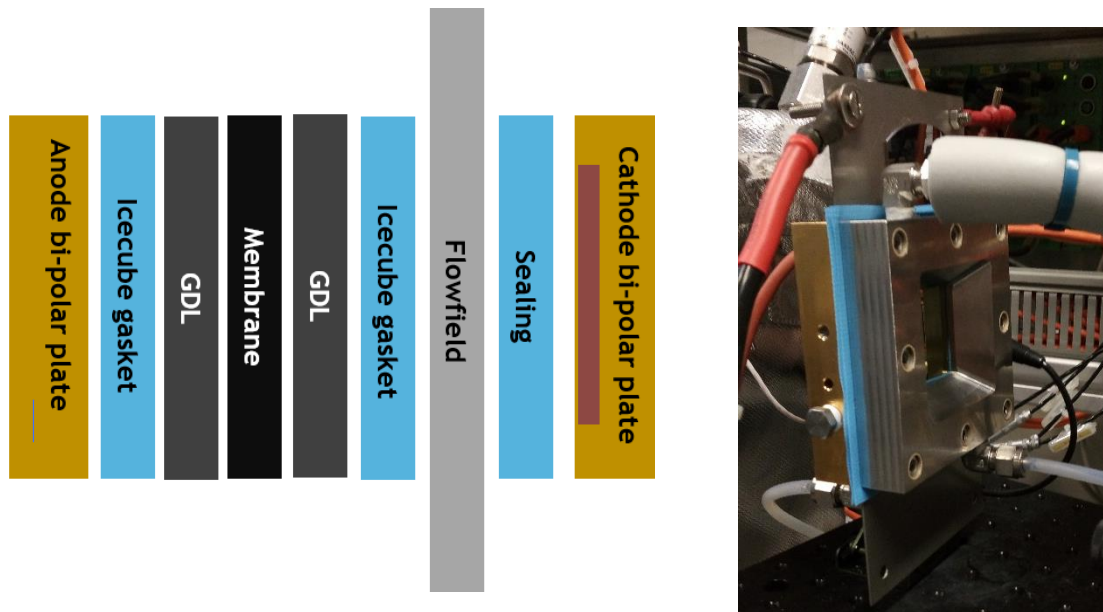 Anode bi-polar plate
Icecube gasket
GDL
Membrane
GDL
Icecube gasket
Flowfield
Sealing
Cathode bi-polar plate